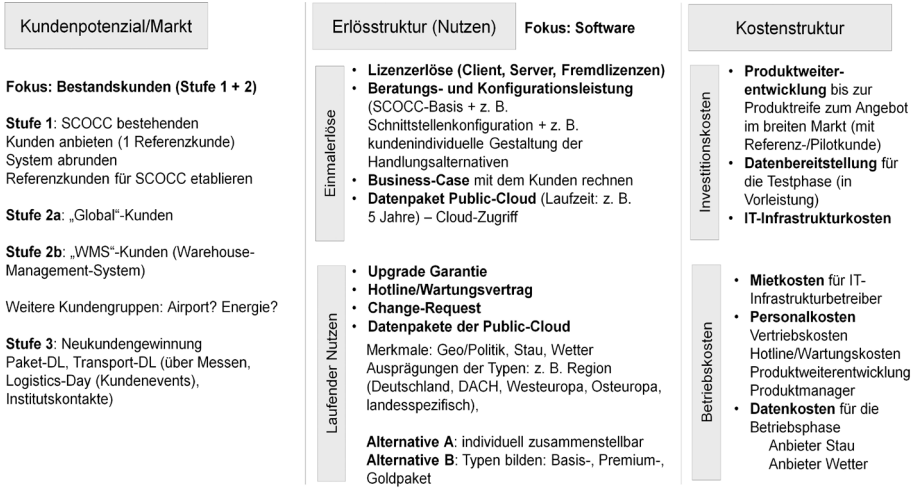 Kundenpotenzial/Markt
Fokus: Bestandskunden (Stufe 1 + 2)
Stufe 1: SCOCC bestehenden
Kunden anbieten (1 Referenzkunde)
System abrunden
Referenzkunden für SCOCC etablieren
Stufe 2a: „Global“-Kunden
Stufe 2b: „WMS“-Kunden (Warehouse-
Management-System)
Weitere Kundengruppen: Airport? Energie?
Stufe 3: Neukundengewinnung
Paket-DL, Transport-DL (über Messen,
Logistics-Day (Kundenevents),
Institutskontakte)
Erlösstruktur (Nutzen)
Fokus: Software
Einmalerlöse
• Lizenzerlöse (Client, Server, Fremdlizenzen)
• Beratungs- und Konfigurationsleistung
(SCOCC-Basis + z. B.
Schnittstellenkonfiguration + z. B.
kundenindividuelle Gestaltung der
Handlungsalternativen
• Business-Case mit dem Kunden rechnen
• Datenpaket Public-Cloud (Laufzeit: z. B.
5 Jahre) – Cloud-Zugriff
Laufender Nutzen
• Upgrade Garantie
• Hotline/Wartungsvertrag
• Change-Request
• Datenpakete der Public-Cloud
Merkmale: Geo/Politik, Stau, Wetter
Ausprägungen der Typen: z. B. Region
(Deutschland, DACH, Westeuropa, Osteuropa,
landesspezifisch),
Alternative A: individuell zusammenstellbar
Alternative B: Typen bilden: Basis-, Premium-,
Goldpaket
Kostenstruktur
Investitionskosten
• Produktweiter-
entwicklung bis zur
Produktreife zum Angebot
im breiten Markt (mit
Referenz-/Pilotkunde)
• Datenbereitstellung für
die Testphase (in
Vorleistung)
• IT-Infrastrukturkosten
Betriebskosten
• Mietkosten für IT-
Infrastrukturbetreiber
• Personalkosten
Vertriebskosten
Hotline/Wartungskosten
Produktweiterentwicklung
Produktmanager
• Datenkosten für die
Betriebsphase
Anbieter Stau
Anbieter Wetter